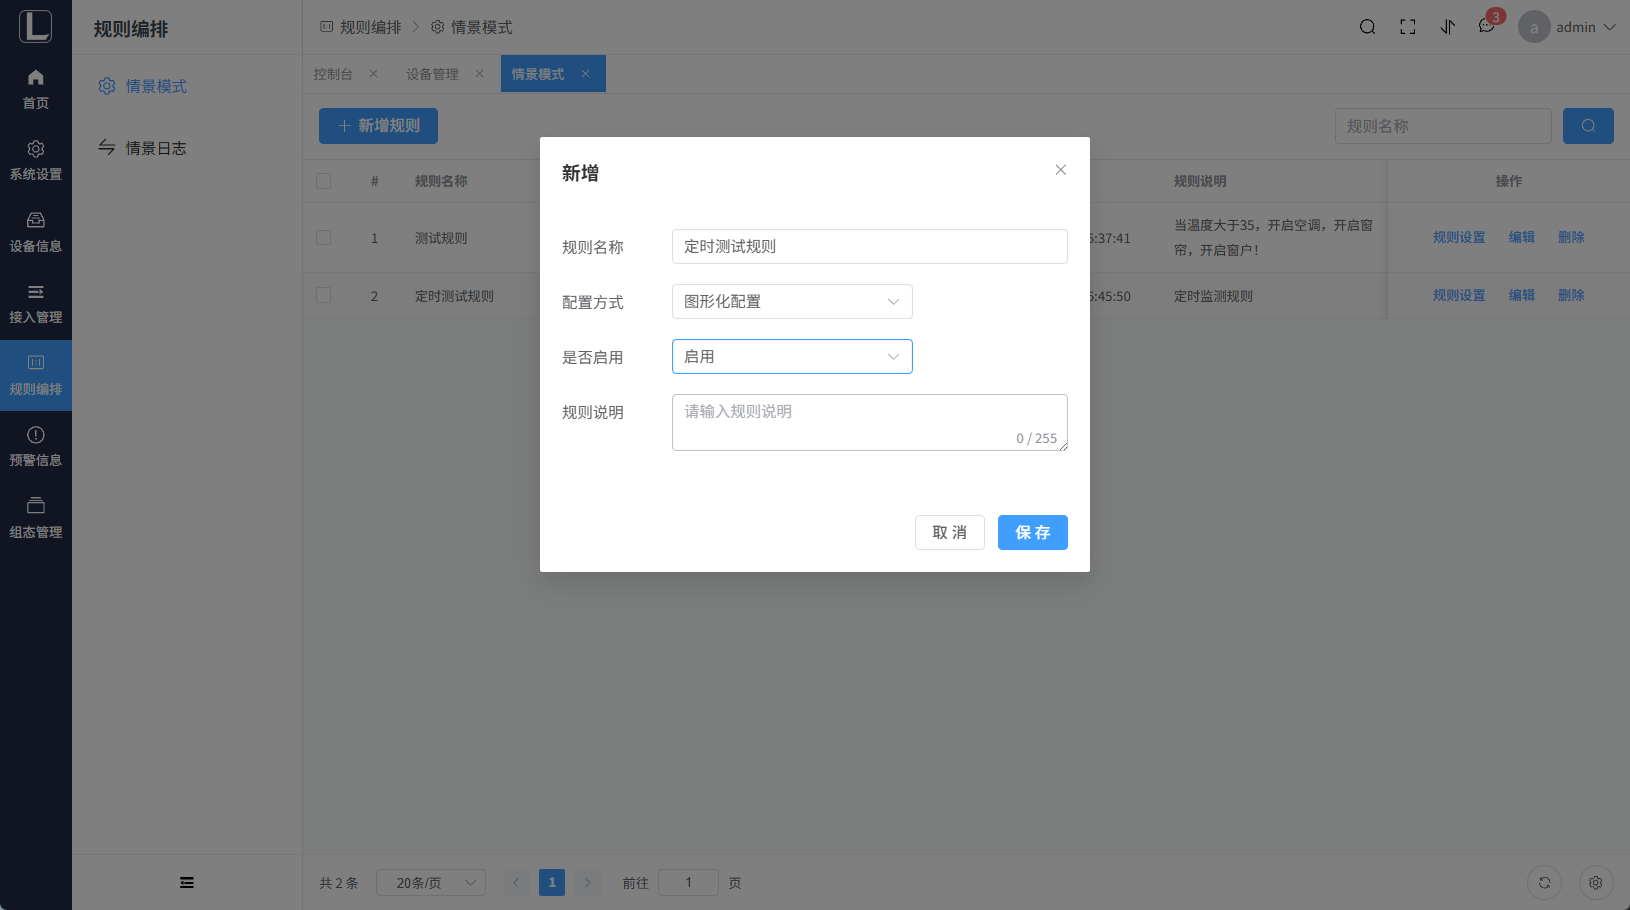 规则编排
规则编排 > 情景模式
3
a
admin
首页
系统设置
设备信息
接入管理
规则编排
预警信息
组态管理
情景模式
情景日志
控制台 × 设备管理 × 情景模式 ×
+ 新增规则
规则名称
# 规则名称 规则说明 操作
1 测试规则 5:37:41 当温度大于35，开启空调，开启窗
帘，开启窗户！ 规则设置 编辑 删除
2 定时测试规则 5:45:50 定时监测规则 规则设置 编辑 删除
新增
规则名称 定时测试规则
配置方式 图形化配置
是否启用 启用
规则说明 请输入规则说明
0 / 255
取 消 保 存
共 2 条 20条/页 < 1 > 前往 1 页